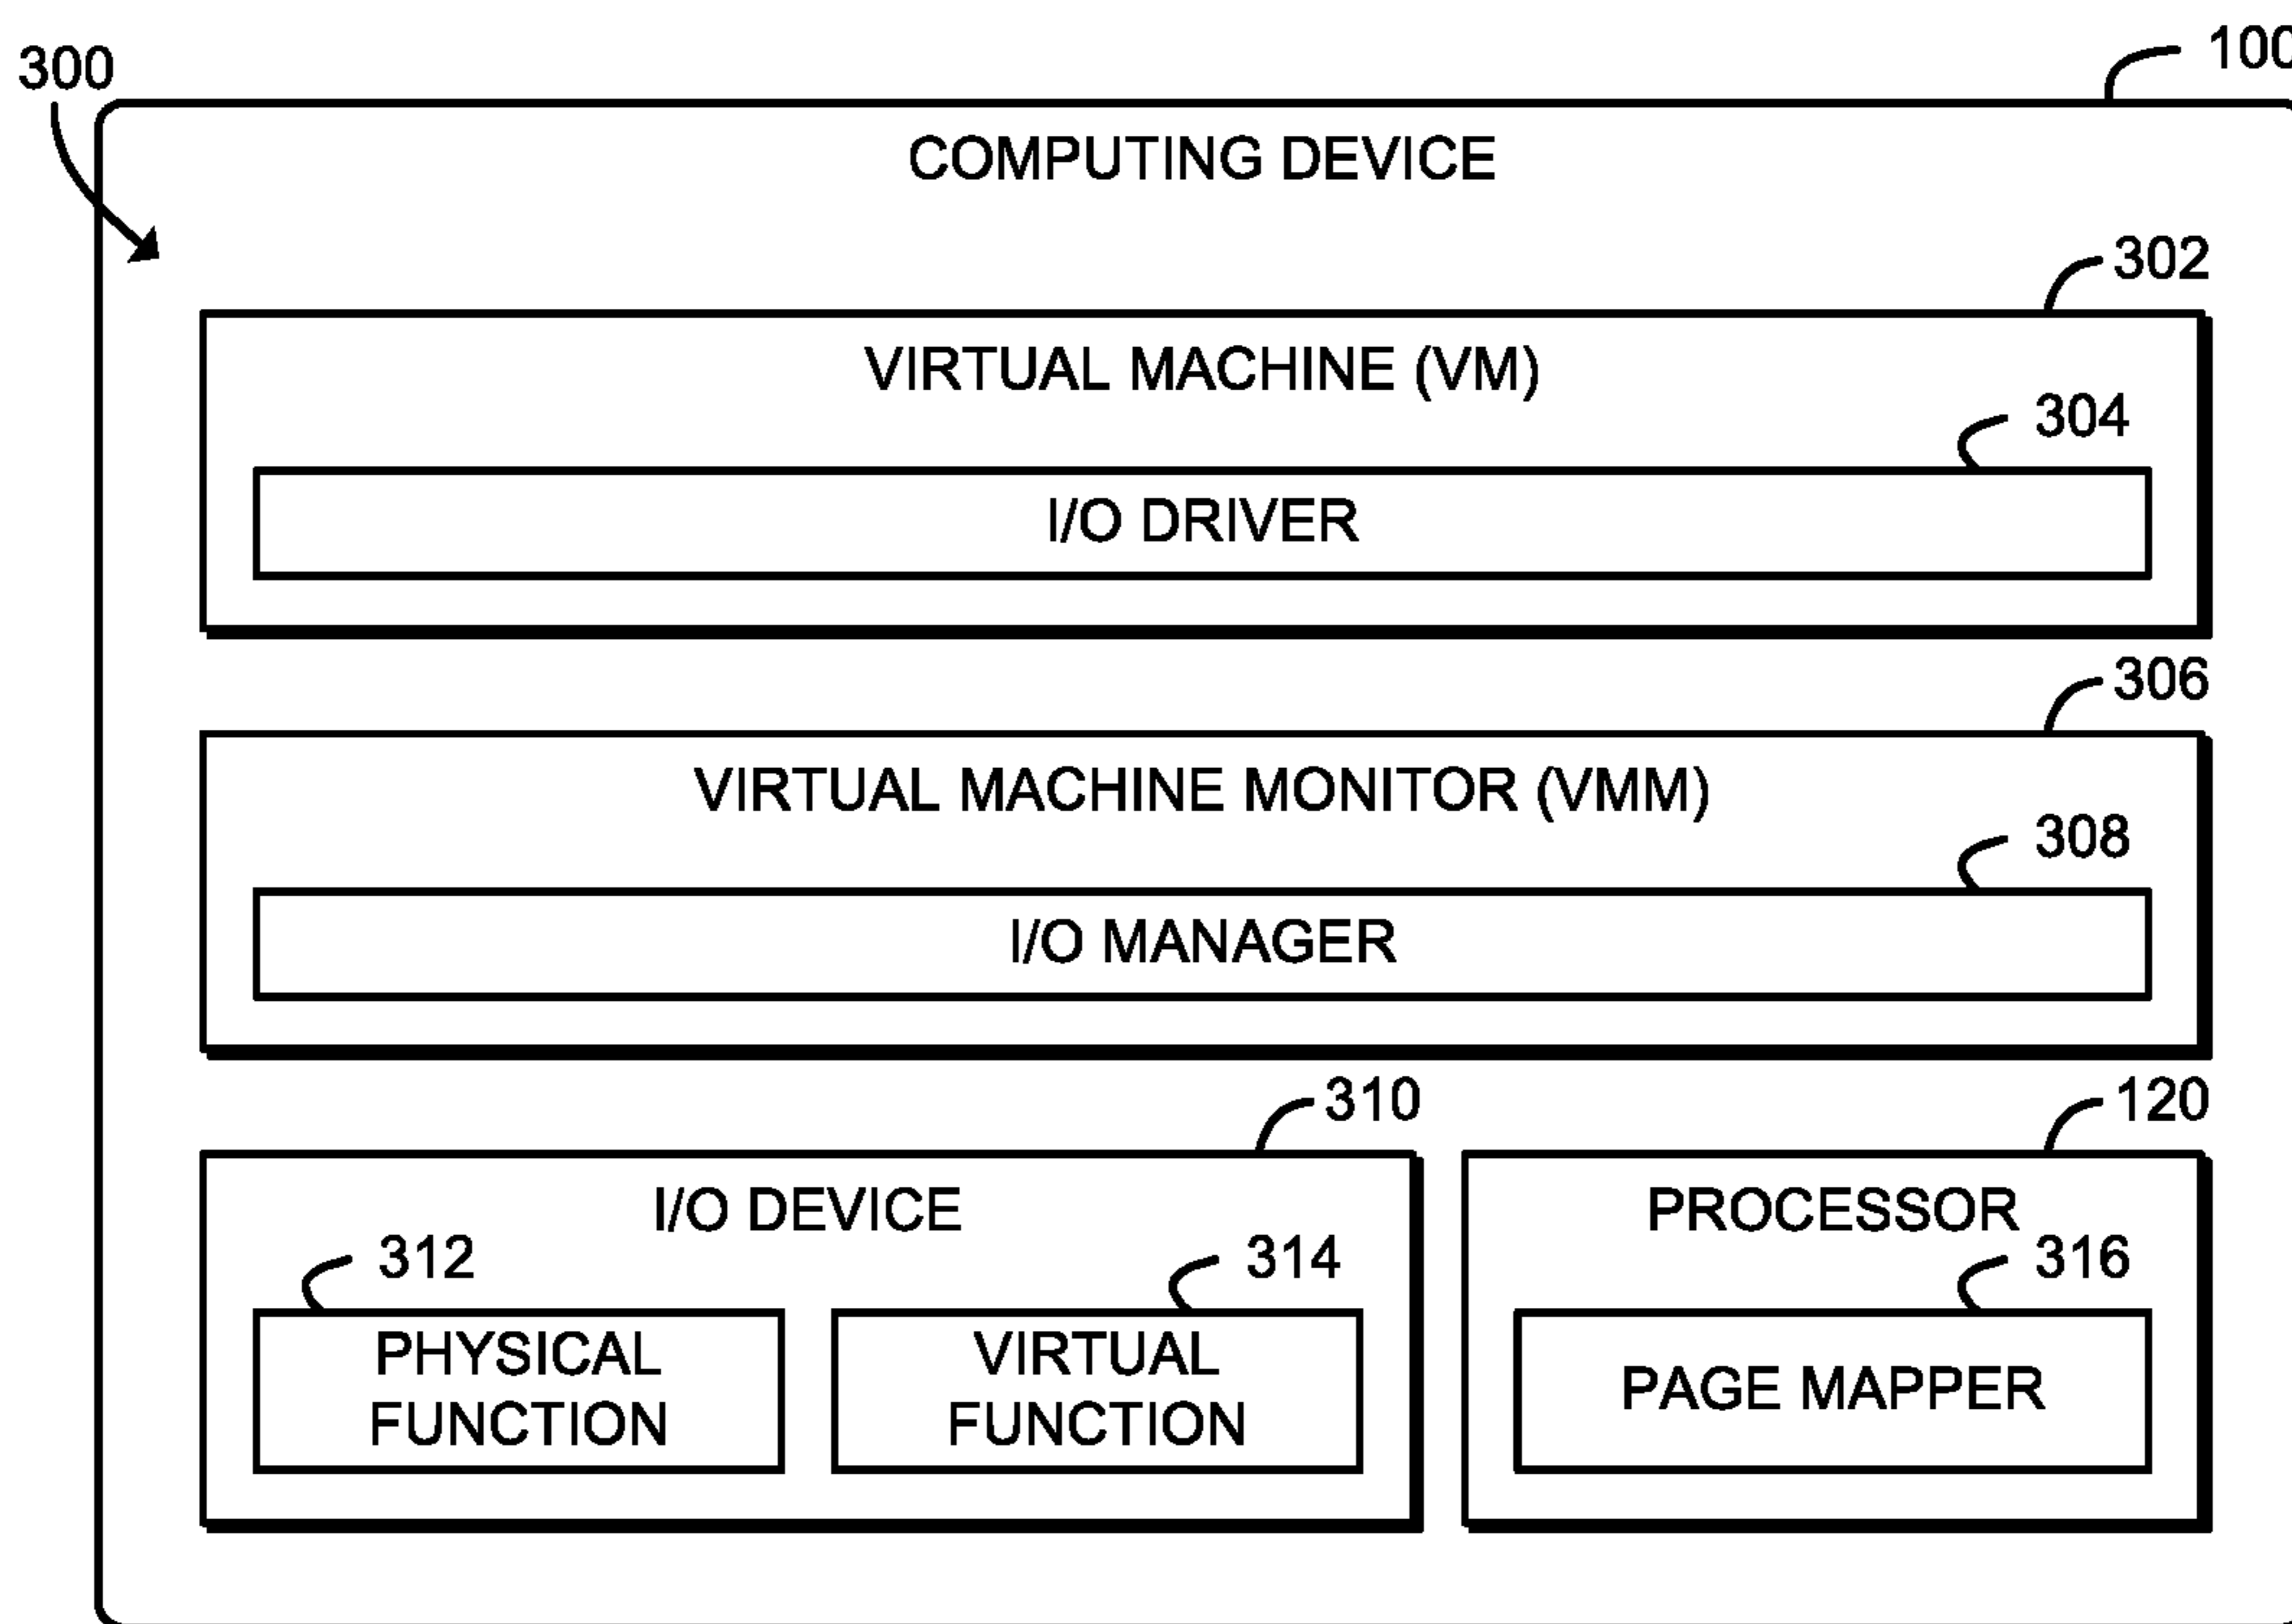 300
100
COMPUTING DEVICE
302
VIRTUAL MACHINE (VM)
304
I/O DRIVER
306
VIRTUAL MACHINE MONITOR (VMM)
308
I/O MANAGER
310
120
I/O DEVICE
PROCESSOR
312
314
316
PHYSICAL
FUNCTION
VIRTUAL
FUNCTION
PAGE MAPPER